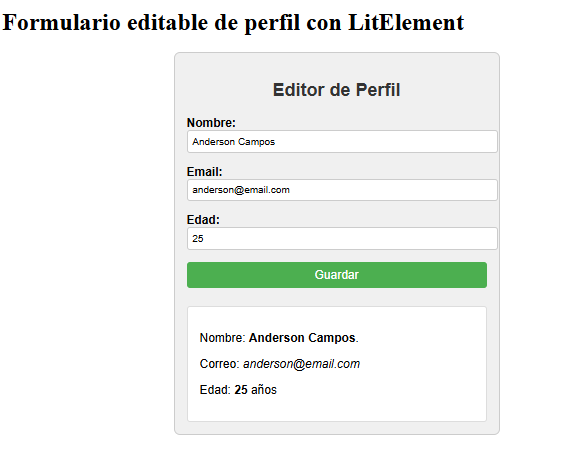 Formulario editable de perfil con LitElement
Editor de Perfil
Nombre:
Anderson Campos
Email:
anderson@email.com
Edad:
25
Guardar
Nombre: Anderson Campos.
Correo: anderson@email.com
Edad: 25 años